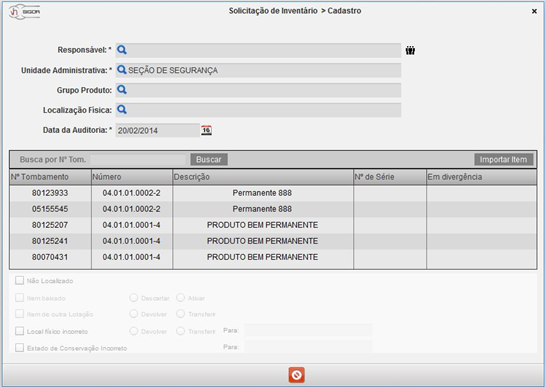 SIGOR
Solicitação de Inventário > Cadastro
x
Responsável: *
Unidade Administrativa: * SEÇÃO DE SEGURANÇA
Grupo Produto:
Localização Física:
Data da Auditoria: * 20/02/2014 16
Busca por Nº Tom. Buscar Importar Item
Nº Tombamento Número Descrição Nº de Série Em divergência
80123933 04.01.01.0002-2 Permanente 888
05155545 04.01.01.0002-2 Permanente 888
80125207 04.01.01.0001-4 PRODUTO BEM PERMANENTE
80125241 04.01.01.0001-4 PRODUTO BEM PERMANENTE
80070431 04.01.01.0001-4 PRODUTO BEM PERMANENTE
Não Localizado
Item baixado Descartar Ativar
Item de outra Lotação Devolver Transferir
Local físico incorreto Devolver Transferir Para:
Estado de Conservação Incorreto Para: